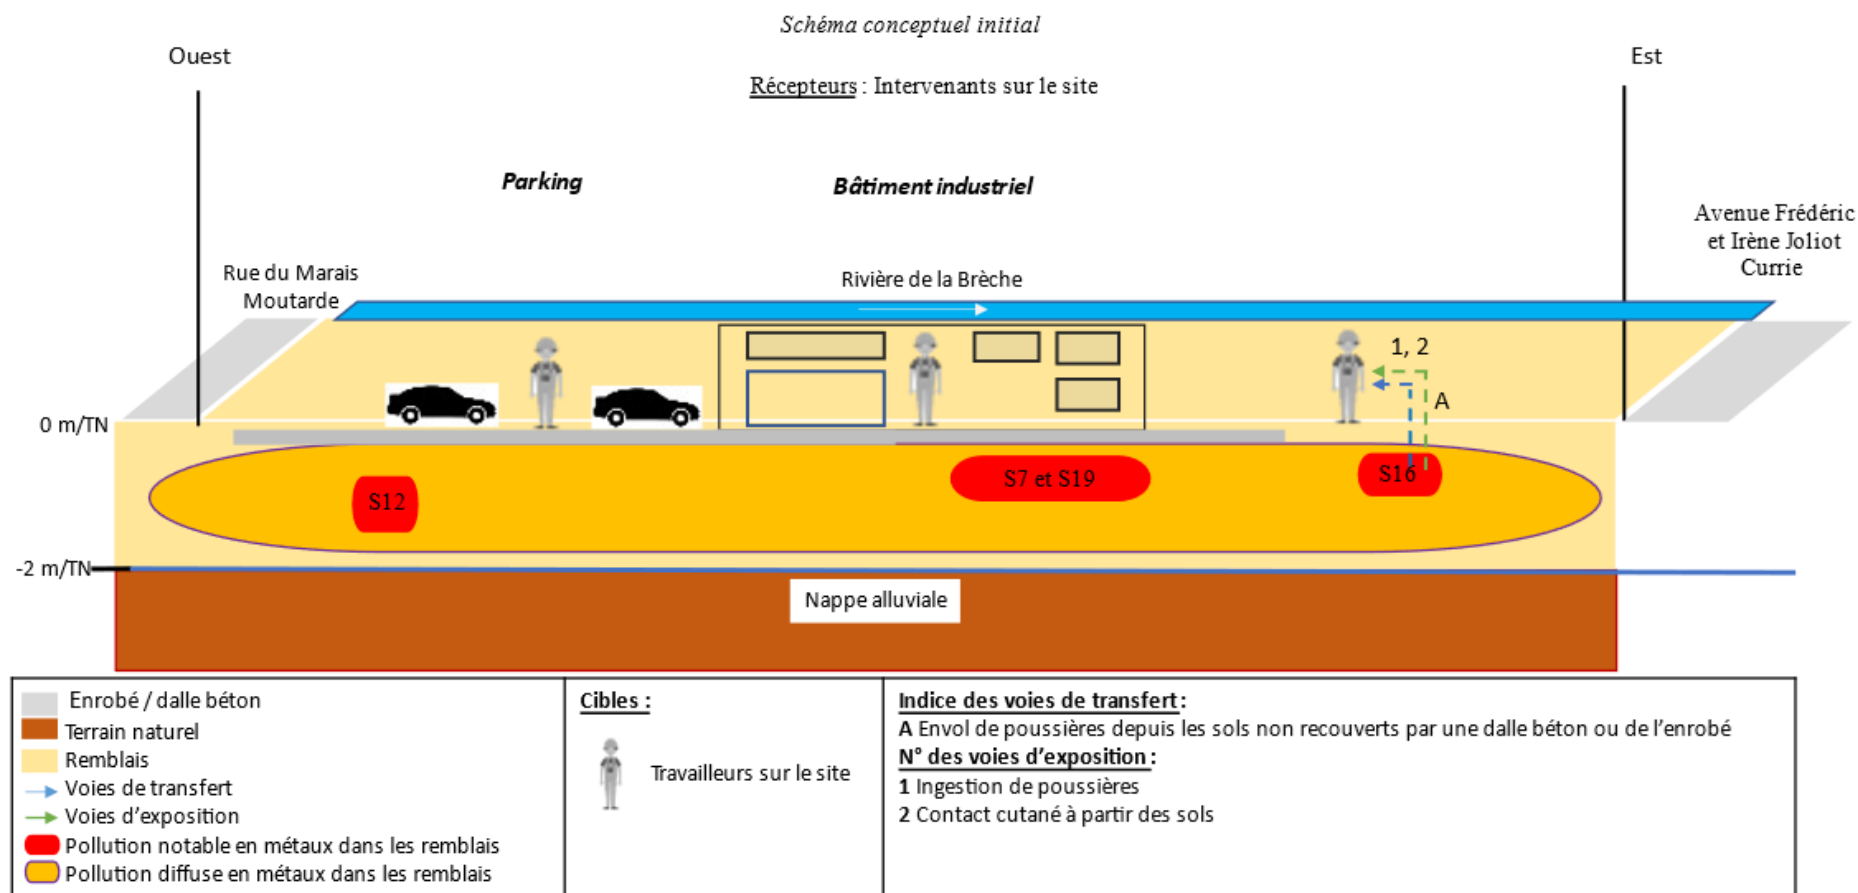 Schéma conceptuel initial
Ouest
Est
Récepteurs : Intervenants sur le site
Parking
Bâtiment industriel
Avenue Frédéric
et Irène Joliot
Currie
Rue du Marais
Moutarde
Rivière de la Brèche
1, 2
A
0 m/TN
S12
S7 et S19
S16
-2 m/TN
Nappe alluviale
Enrobé / dalle béton
Terrain naturel
Remblais
Voies de transfert
Voies d'exposition
Pollution notable en métaux dans les remblais
Pollution diffuse en métaux dans les remblais
Cibles :
Travailleurs sur le site
Indice des voies de transfert :
A Envol de poussières depuis les sols non recouverts par une dalle béton ou de l'enrobé
N° des voies d'exposition :
1 Ingestion de poussières
2 Contact cutané à partir des sols